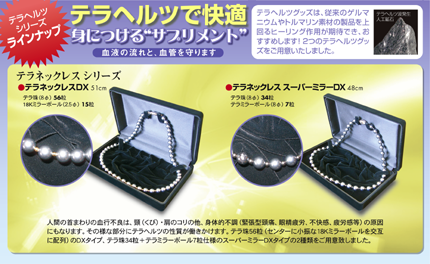 テラヘルツ
シリーズ
ラインナップ
テラヘルツで快適
身につける“サプリメント”
血液の流れと、血管を守ります
テラヘルツグッズは、従来のゲルマ
ニウムやトルマリン素材の製品を上
回るヒーリング作用が期待でき、お
すすめします！2つのテラヘルツグッ
ズをご用意いたしました。
テラヘルツ波発生
人工鉱石
テラネックレス シリーズ
●テラネックレスDX 51cm
テラ珠(8φ) 56粒
18Kミラーボール(2.5φ) 15粒
●テラネックレス スーパーミラーDX 48cm
テラ珠(8φ) 34粒
テラミラーボール(8φ) 7粒
人間の首まわりの血行不良は、頸(くび)・肩のコリの他、身体的不調(緊張型頭痛、眼精疲労、不快感、疲労感等)の原因
にもなります。その様な部分にテラヘルツの性質が働きかけます。テラ珠56粒(センターに小振な18Kミラーボールを交互
に配列)のDXタイプ、テラ珠34粒＋テラミラーボール7粒仕様のスーパーミラーDXタイプの2種類をご用意致しました。